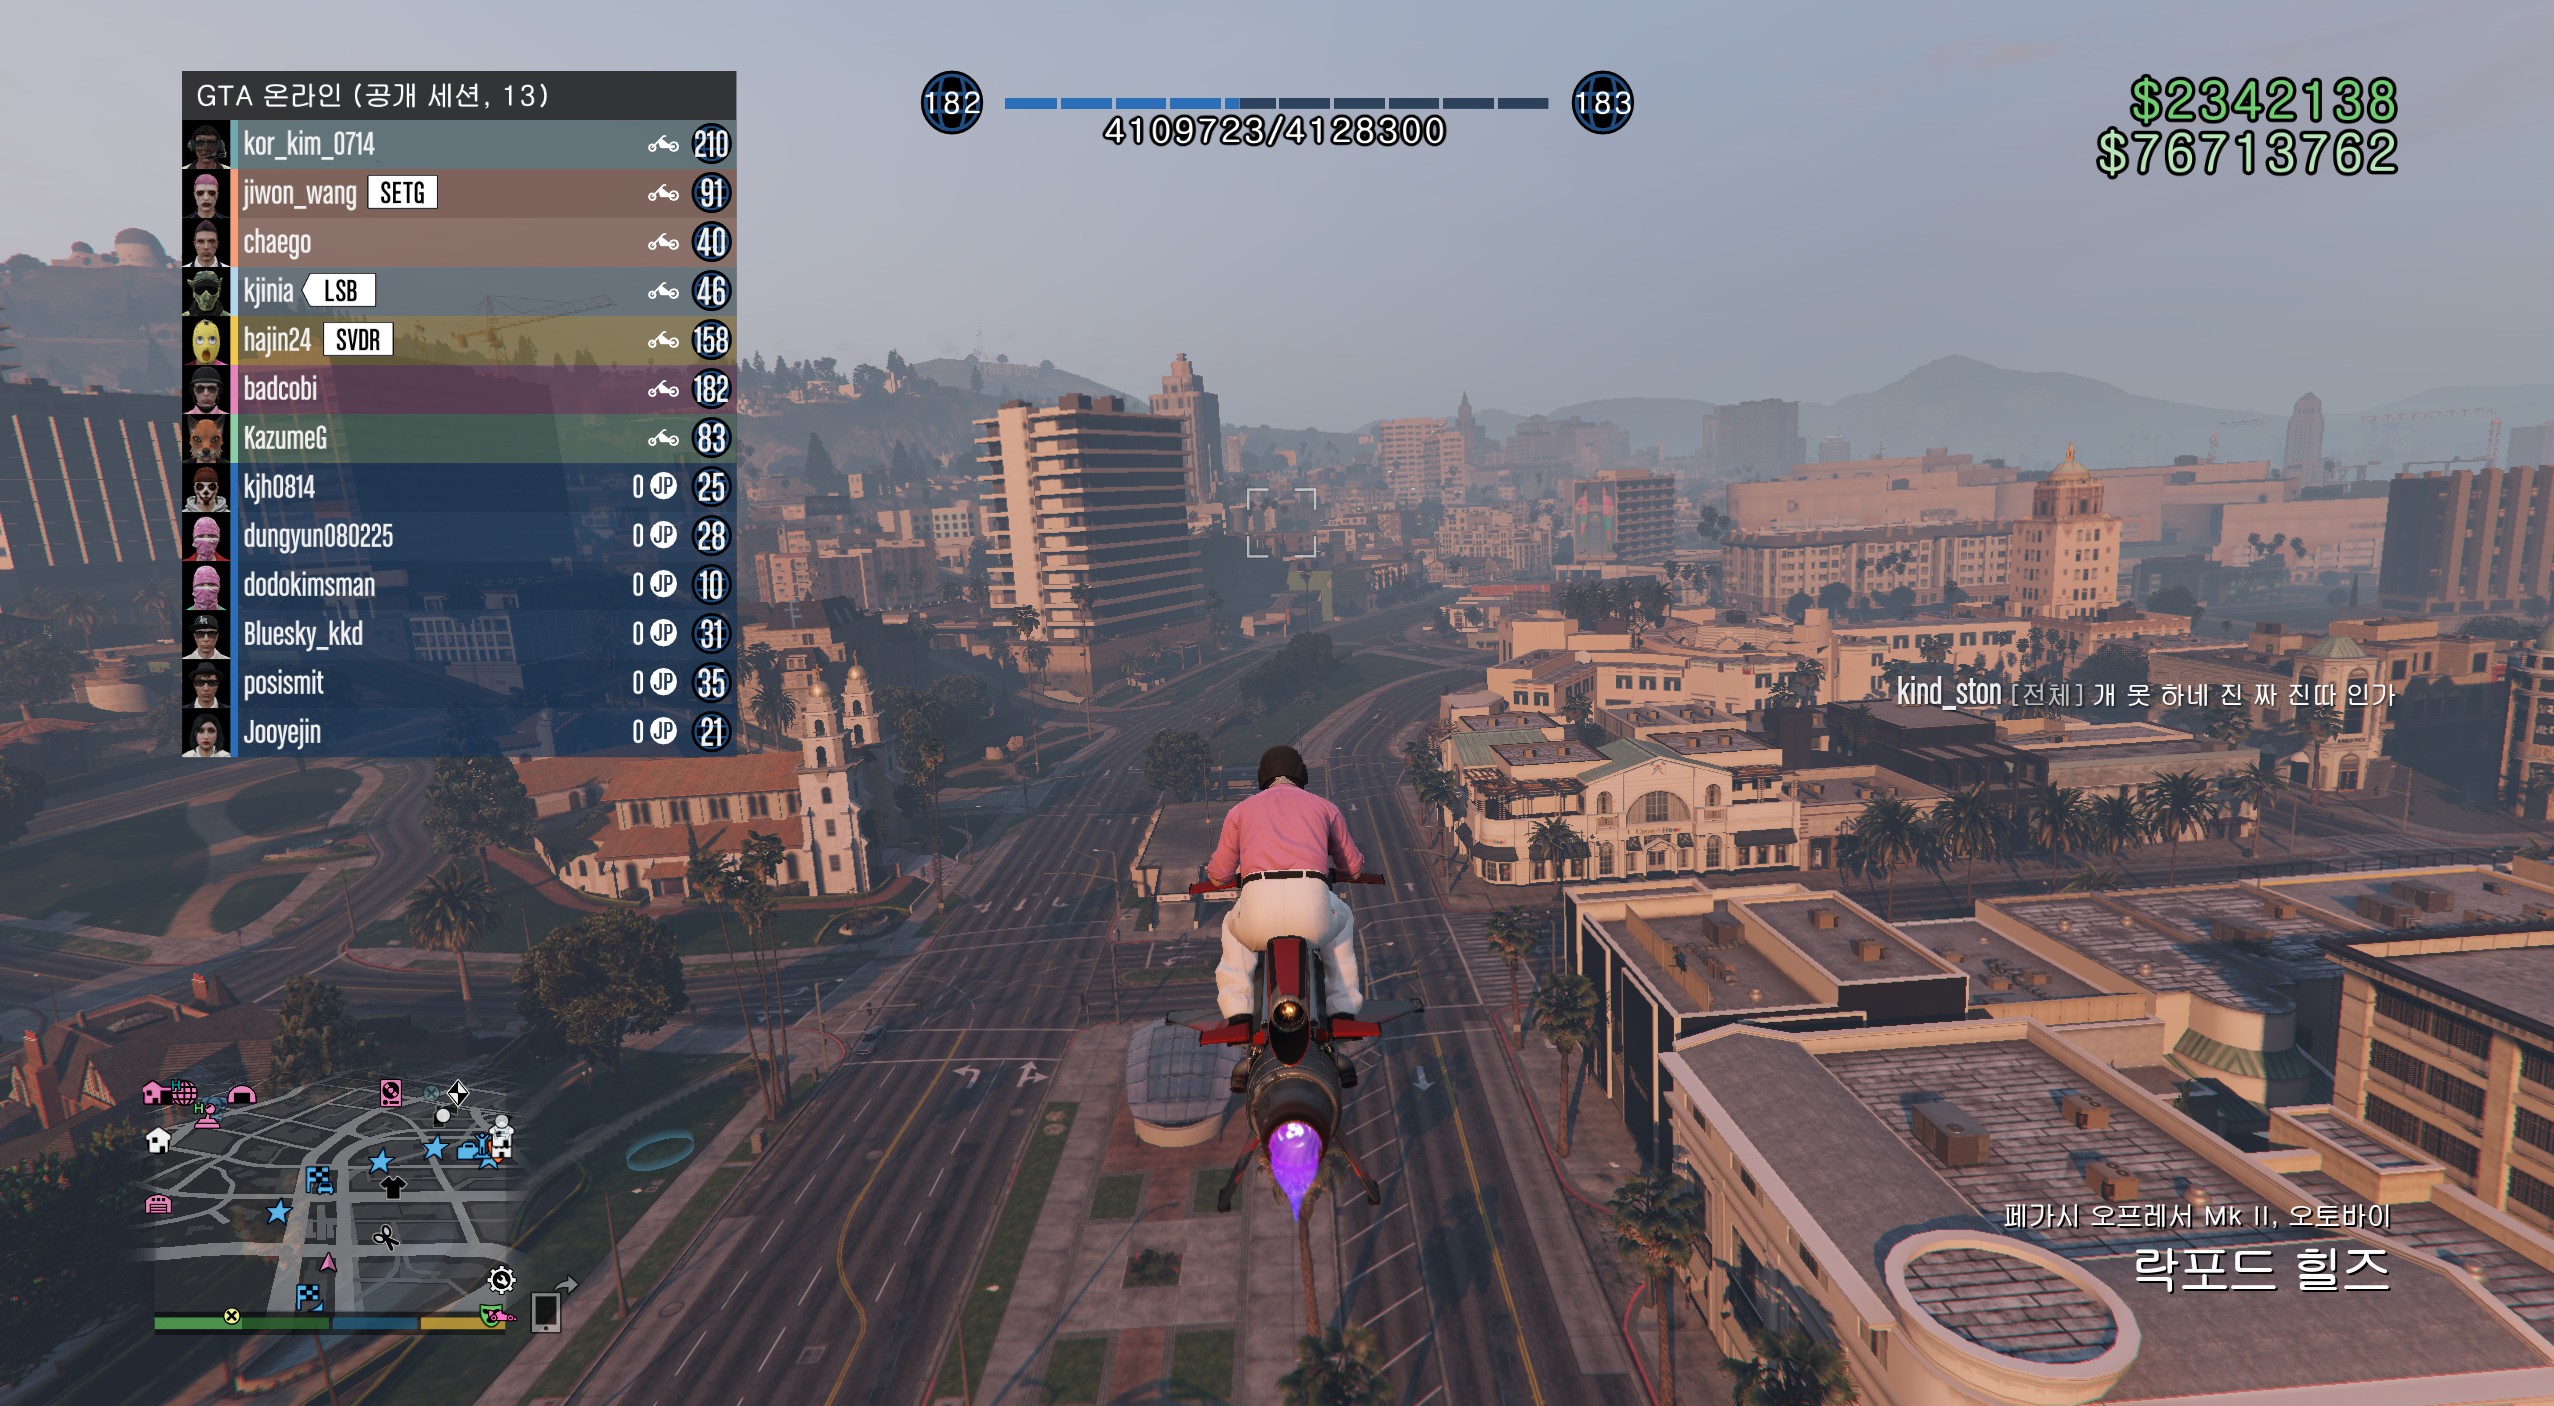 GTA 온라인 (공개 세션, 13)
kor_kim_0714 210
jiwon_wang SETG 91
chaego 40
kjinia LSB 46
hajin24 SVDR 158
badcobi 182
KazumeG 83
kjh0814 0 JP 25
dungyun080225 0 JP 28
dodokimsman 0 JP 10
Bluesky_kkd 0 JP 31
posismit 0 JP 35
Jooyejin 0 JP 21
182 183
4109723/4128300
$2342138
$76713762
kind_ston [전체] 개 못 하네 진 짜 진따 인가
H
H
페가시 오프레서 Mk II, 오토바이
락포드 힐즈